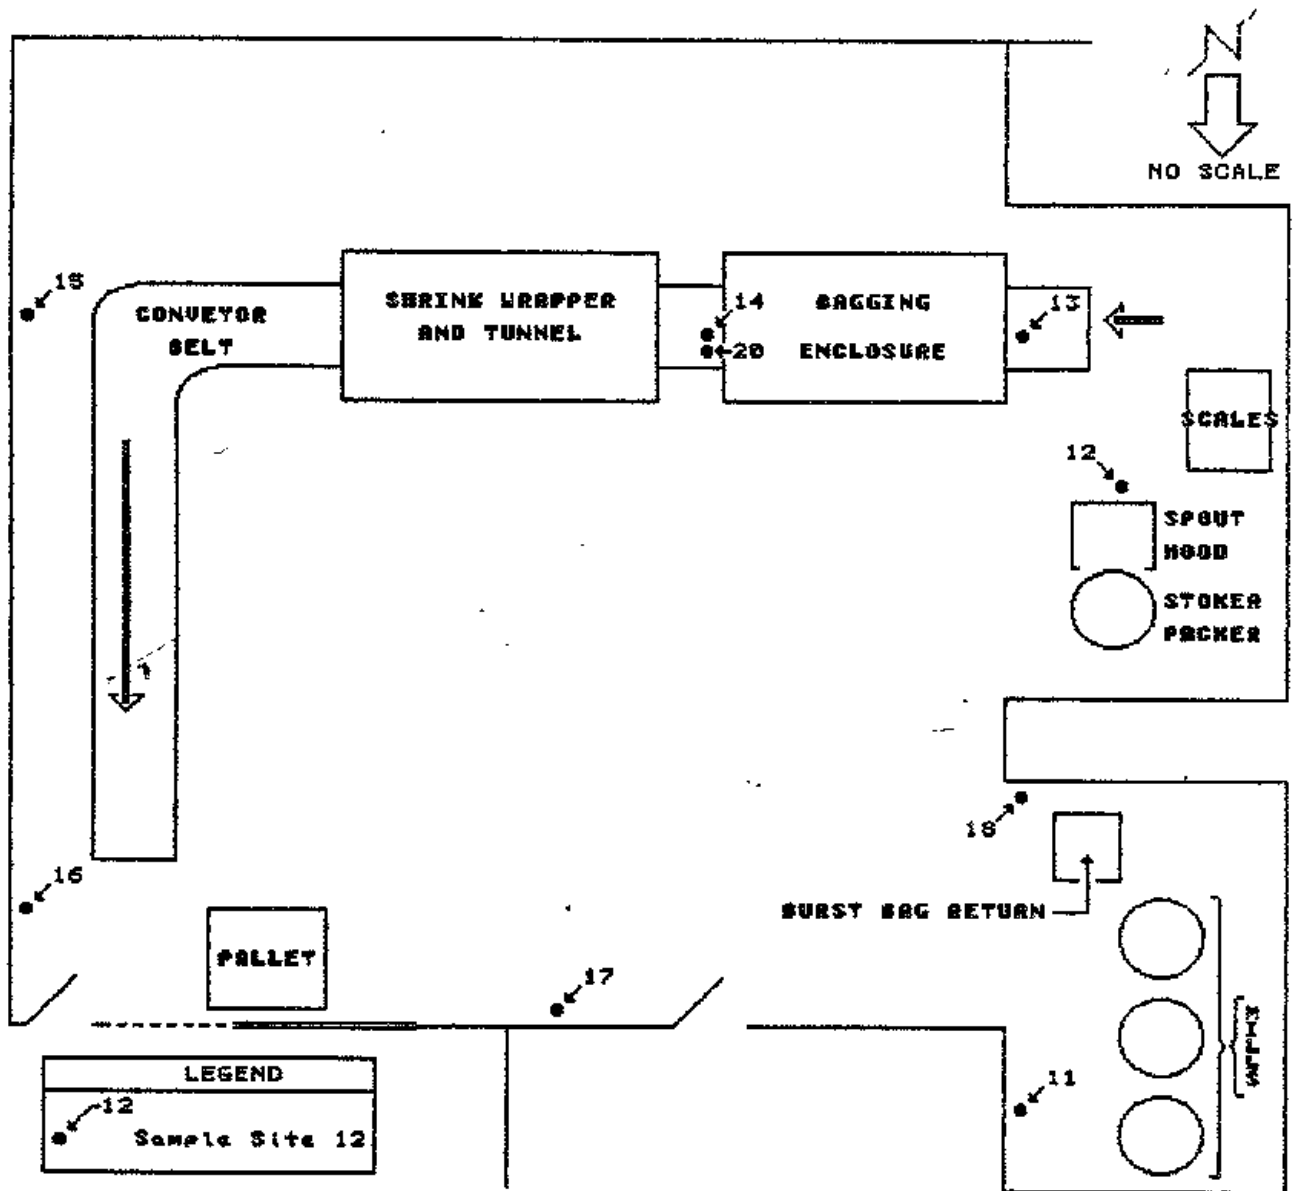 N
NO SCALE
15
CONVEYOR
BELT
SHRINK WRAPPER
AND TUNNEL
14
20
BAGGING
ENCLOSURE
13
SCALES
12
SPOUT
HOOD
STOKER
PACKER
18
16
BURST BAG RETURN
PALLET
17
LEGEND
12
Sample Site 12
11